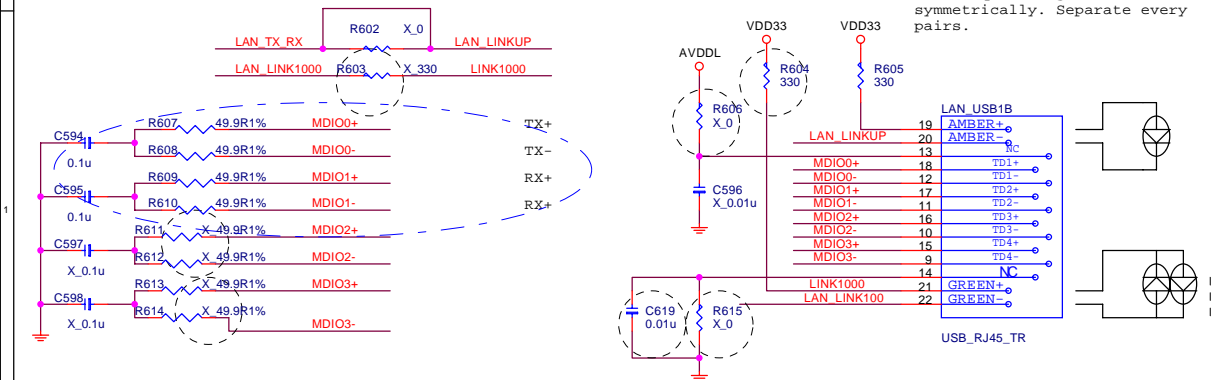 symmetrically. Separate every
pairs.
R602 X_0
LAN_TX_RX LAN_LINKUP
LAN_LINK1000 R603 X_330 LINK1000
R607 49.9R1% MDIO0+ TX+
C594
0.1u
R608 49.9R1% MDIO0- TX-
R609 49.9R1% MDIO1+ RX+
C595
0.1u
R610 49.9R1% MDIO1- RX+
R611 X_49.9R1% MDIO2+
C597
X_0.1u
R612 X_49.9R1% MDIO2-
R613 X_49.9R1% MDIO3+
C598
X_0.1u
R614 X_49.9R1%
MDIO3-
1
VDD33 VDD33
AVDDL
R604
330
R605
330
R606
X_0
C596
X_0.01u
LAN_USB1B
19 AMBER+
LAN_LINKUP 20 AMBER-
13 NC
MDIO0+ 18 TD1+
MDIO0- 12 TD1-
MDIO1+ 17 TD2+
MDIO1- 11 TD2-
MDIO2+ 16 TD3+
MDIO2- 10 TD3-
MDIO3+ 15 TD4+
MDIO3- 9 TD4-
14 NC
LINK1000 21 GREEN+
LAN_LINK100 22 GREEN-
C619
0.01u
R615
X_0
USB_RJ45_TR